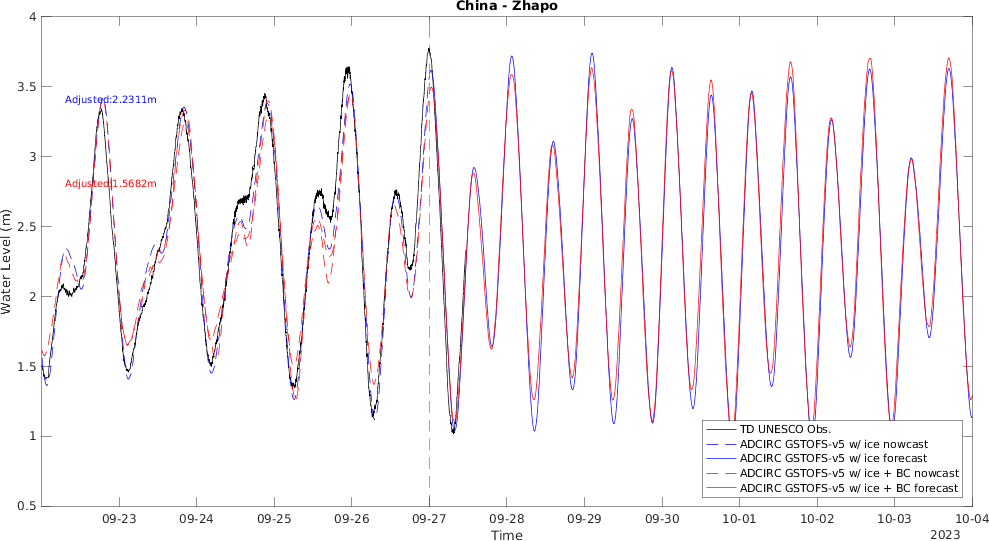 China - Zhapo
4
3.5
3
2.5
2
1.5
1
0.5
Water Level (m)
Adjusted:2.2311m
Adjusted:1.5682m
TD UNESCO Obs.
ADCIRC GSTOFS-v5 w/ ice nowcast
ADCIRC GSTOFS-v5 w/ ice forecast
ADCIRC GSTOFS-v5 w/ ice + BC nowcast
ADCIRC GSTOFS-v5 w/ ice + BC forecast
09-23 09-24 09-25 09-26 09-27 09-28 09-29 09-30 10-01 10-02 10-03 10-04
Time
2023